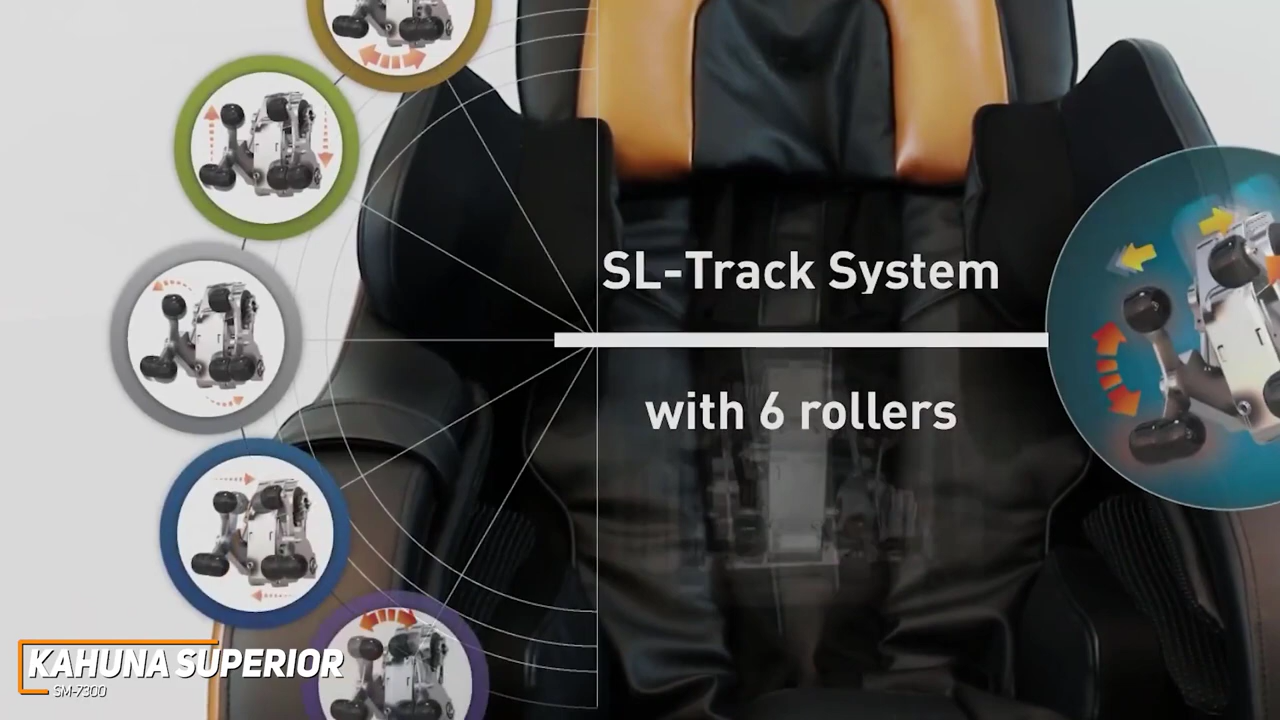 SL-Track System
with 6 rollers
KAHUNA SUPERIOR
SM-7300